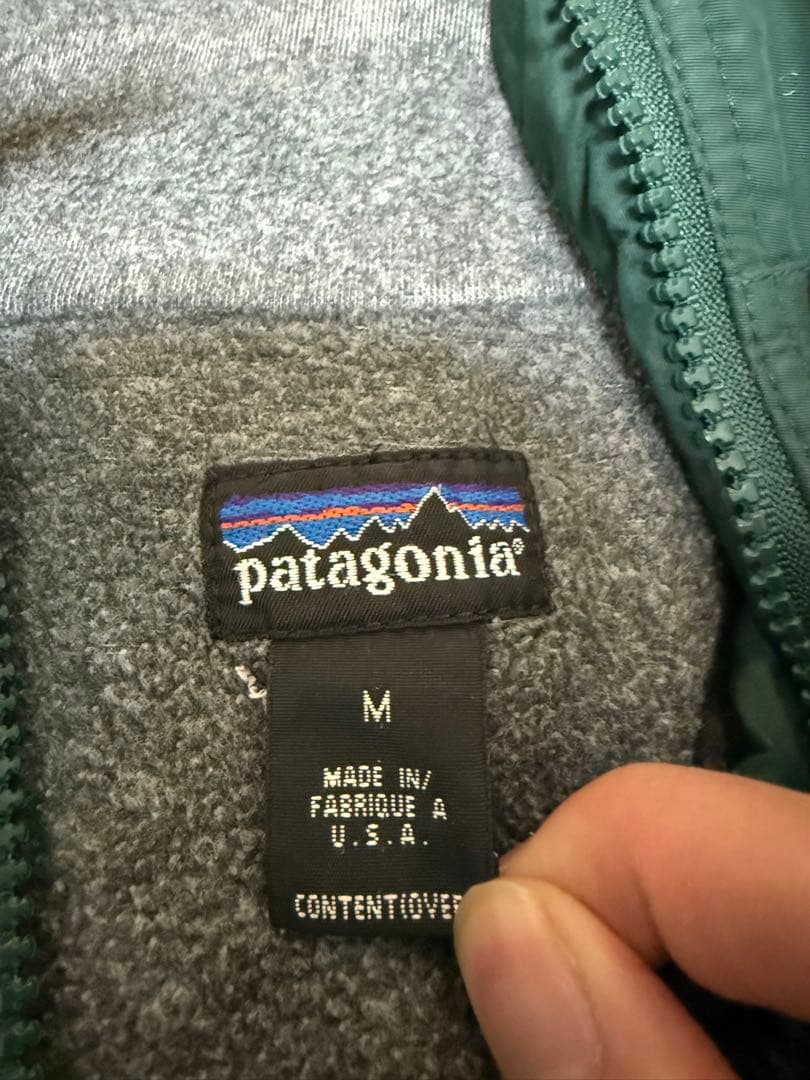 patagonia®
M
MADE IN/
FABRIQUE A
U.S.A.
CONTENT(OVER